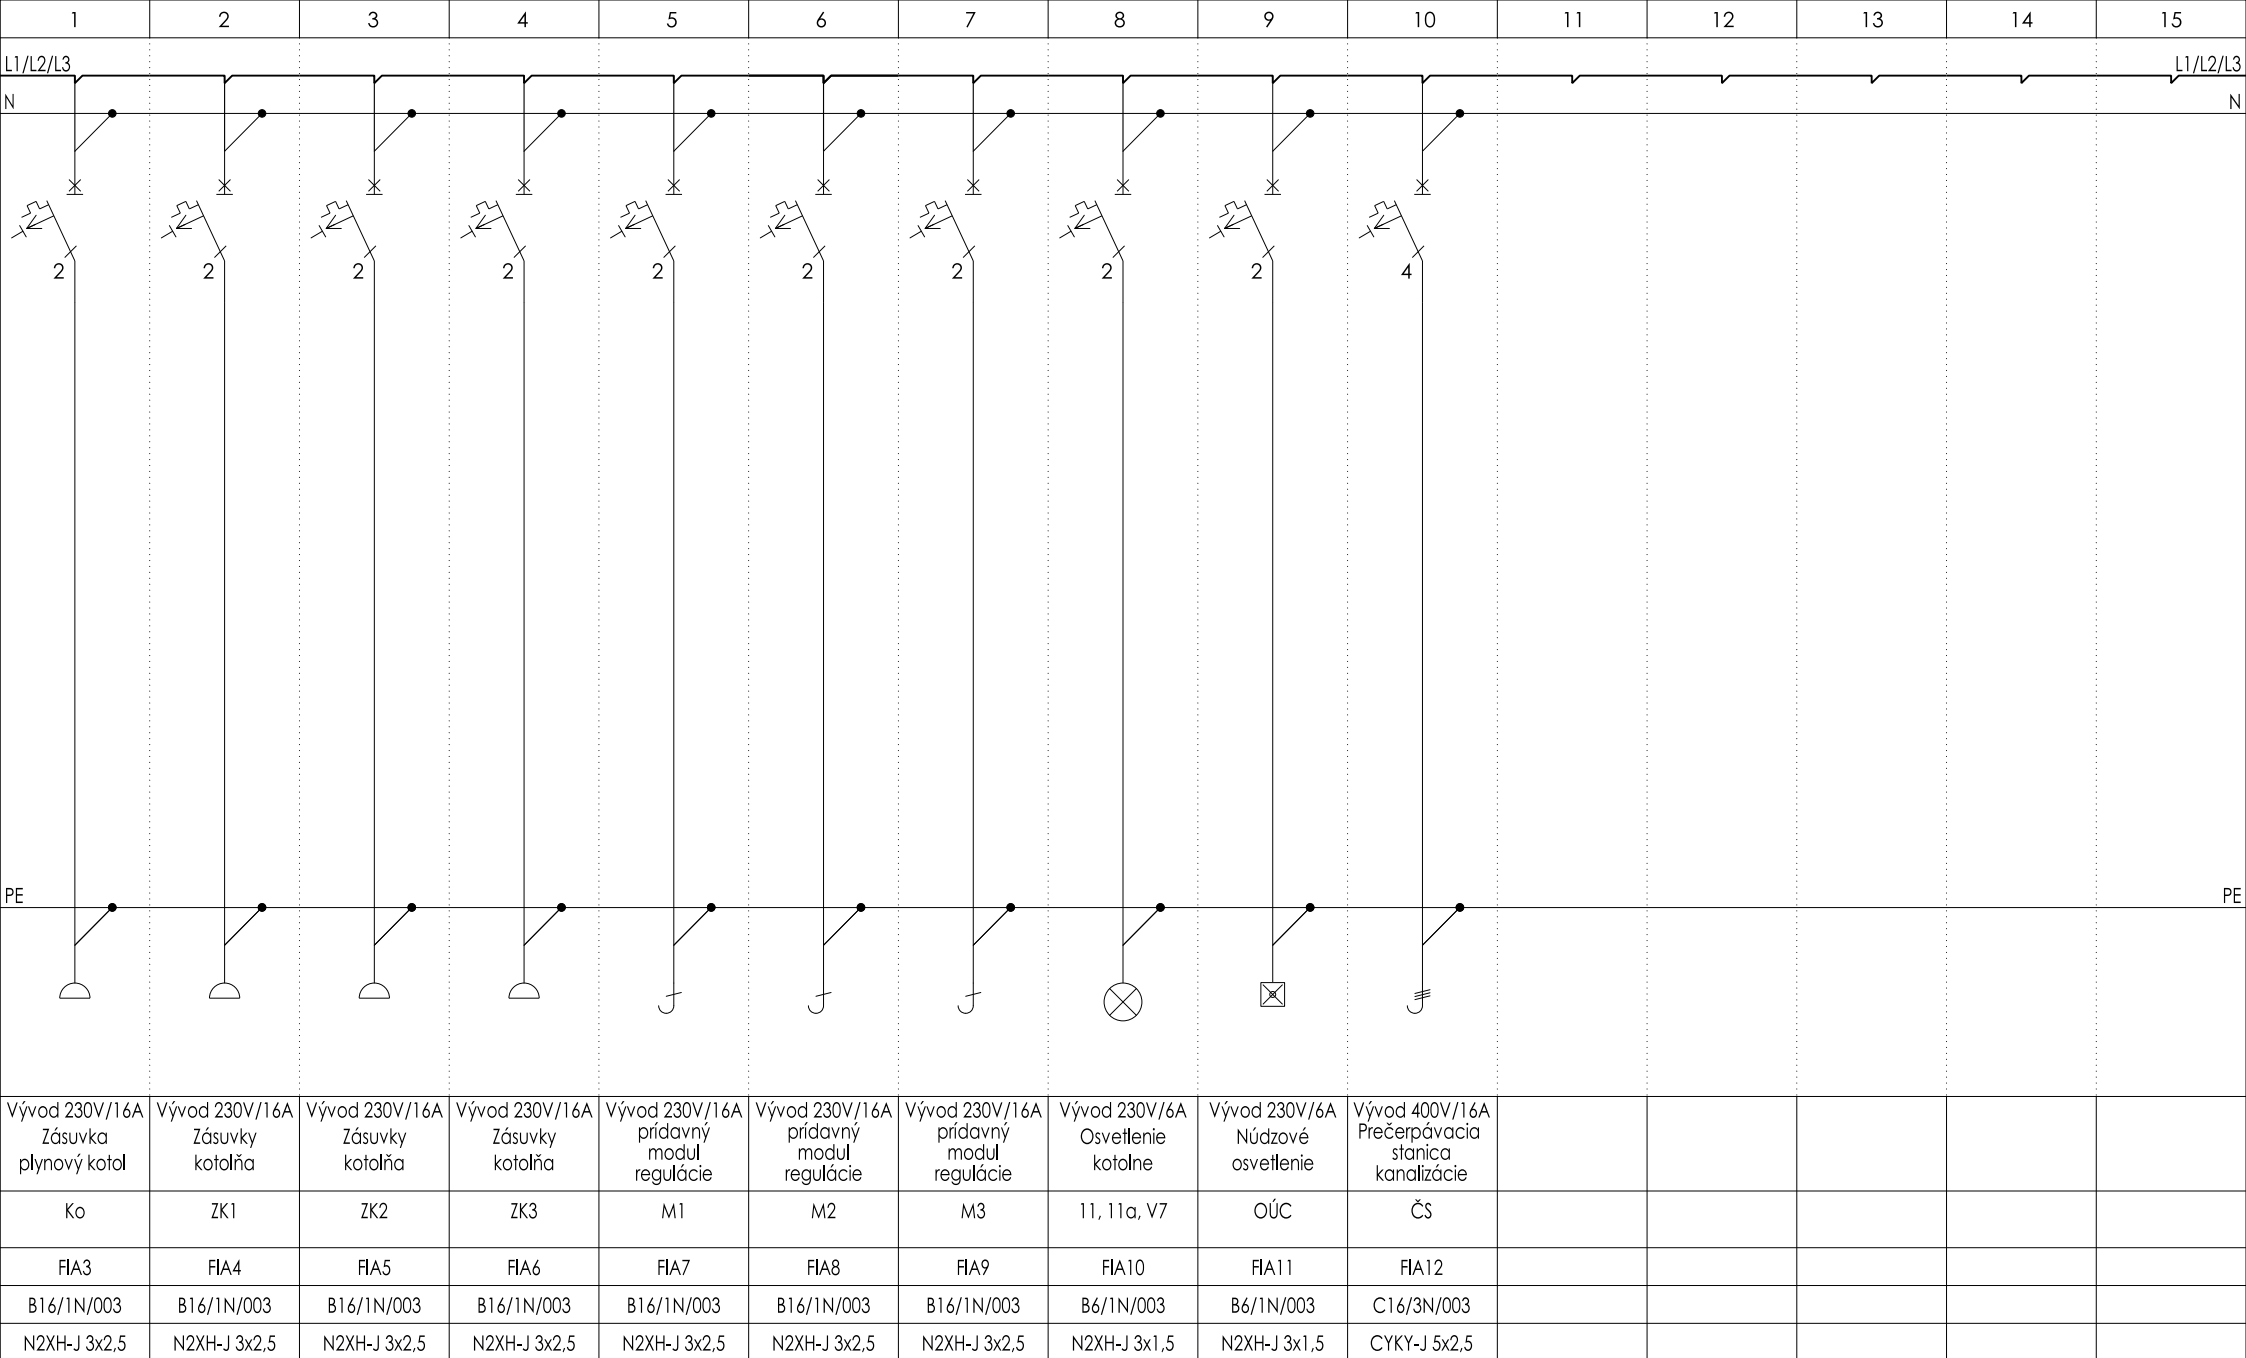 1 2 3 4 5 6 7 8 9 10 11 12 13 14 15
L1/L2/L3 L1/L2/L3
N N
2 2 2 2 2 2 2 2 2 4
PE PE
Vývod 230V/16A Vývod 230V/16A Vývod 230V/16A Vývod 230V/16A Vývod 230V/16A Vývod 230V/16A Vývod 230V/16A Vývod 230V/6A Vývod 230V/6A Vývod 400V/16A
Zásuvka Zásuvky Zásuvky Zásuvky prídavný prídavný prídavný Osvetlenie Núdzové Prečerpávacia
plynový kotol kotolňa kotolňa kotolňa modul modul modul kotolne osvetlenie stanica
regulácie regulácie regulácie kanalizácie
Ko ZK1 ZK2 ZK3 M1 M2 M3 11, 11a, V7 OÚC ČS
FIA3 FIA4 FIA5 FIA6 FIA7 FIA8 FIA9 FIA10 FIA11 FIA12
B16/1N/003 B16/1N/003 B16/1N/003 B16/1N/003 B16/1N/003 B16/1N/003 B16/1N/003 B6/1N/003 B6/1N/003 C16/3N/003
N2XH-J 3x2,5 N2XH-J 3x2,5 N2XH-J 3x2,5 N2XH-J 3x2,5 N2XH-J 3x2,5 N2XH-J 3x2,5 N2XH-J 3x2,5 N2XH-J 3x1,5 N2XH-J 3x1,5 CYKY-J 5x2,5